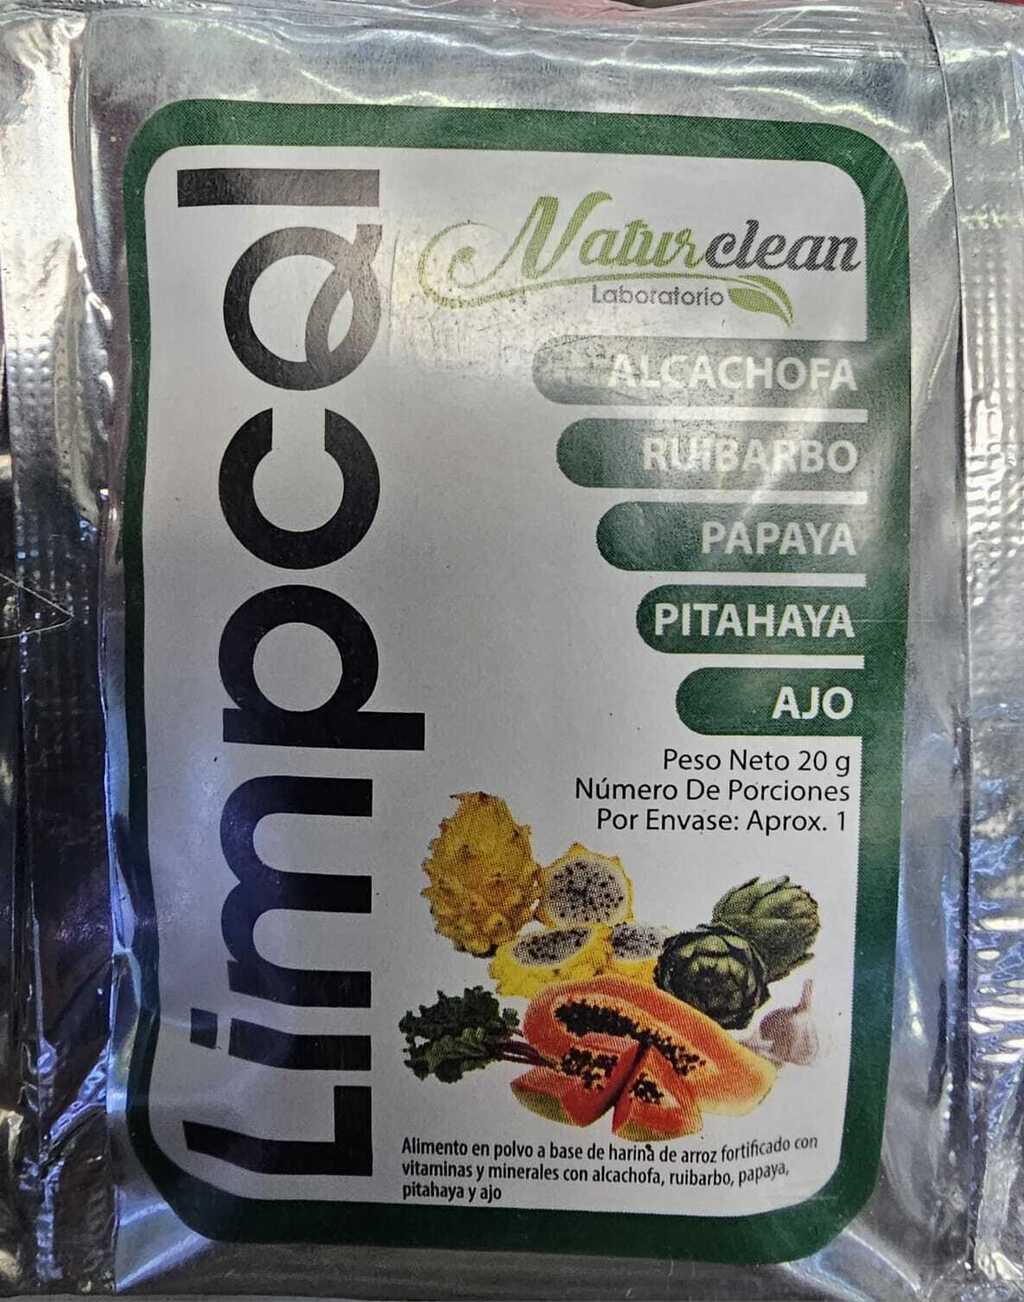 Limpcal
Naturclean
Laboratorio
ALCACHOFA
RUIBARBO
PAPAYA
PITAHAYA
AJO
Peso Neto 20 g
Número De Porciones
Por Envase: Aprox. 1
Alimento en polvo a base de harina de arroz fortificado con
vitaminas y minerales con alcachofa, ruibarbo, papaya,
pitahaya y ajo